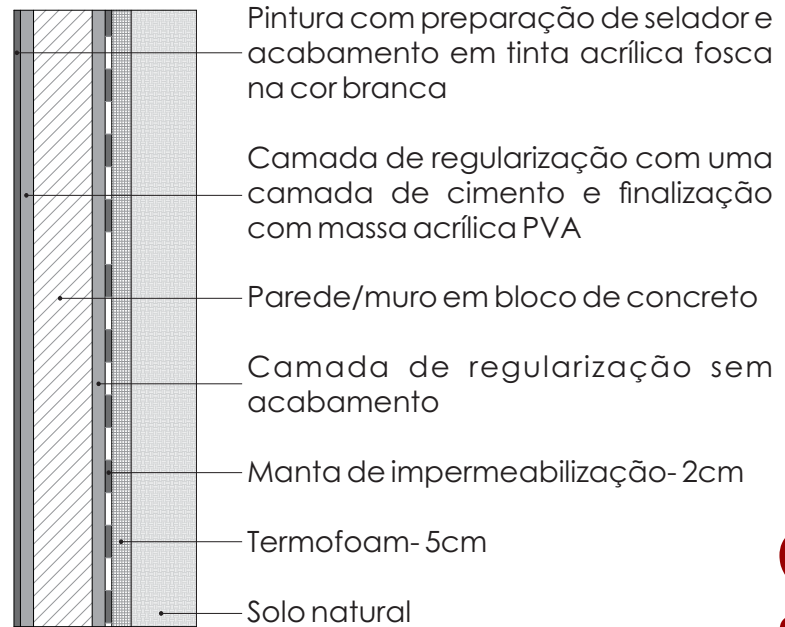 Pintura com preparação de selador e
acabamento em tinta acrílica fosca
na cor branca
Camada de regularização com uma
camada de cimento e finalização
com massa acrílica PVA
Parede/muro em bloco de concreto
Camada de regularização sem
acabamento
Manta de impermeabilização- 2cm
Termofoam- 5cm
Solo natural